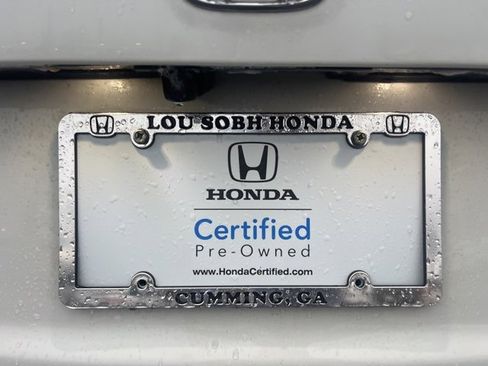 LOU SOBH HONDA
HONDA
Certified
Pre-Owned
www.HondaCertified.com
CUMMING, GA